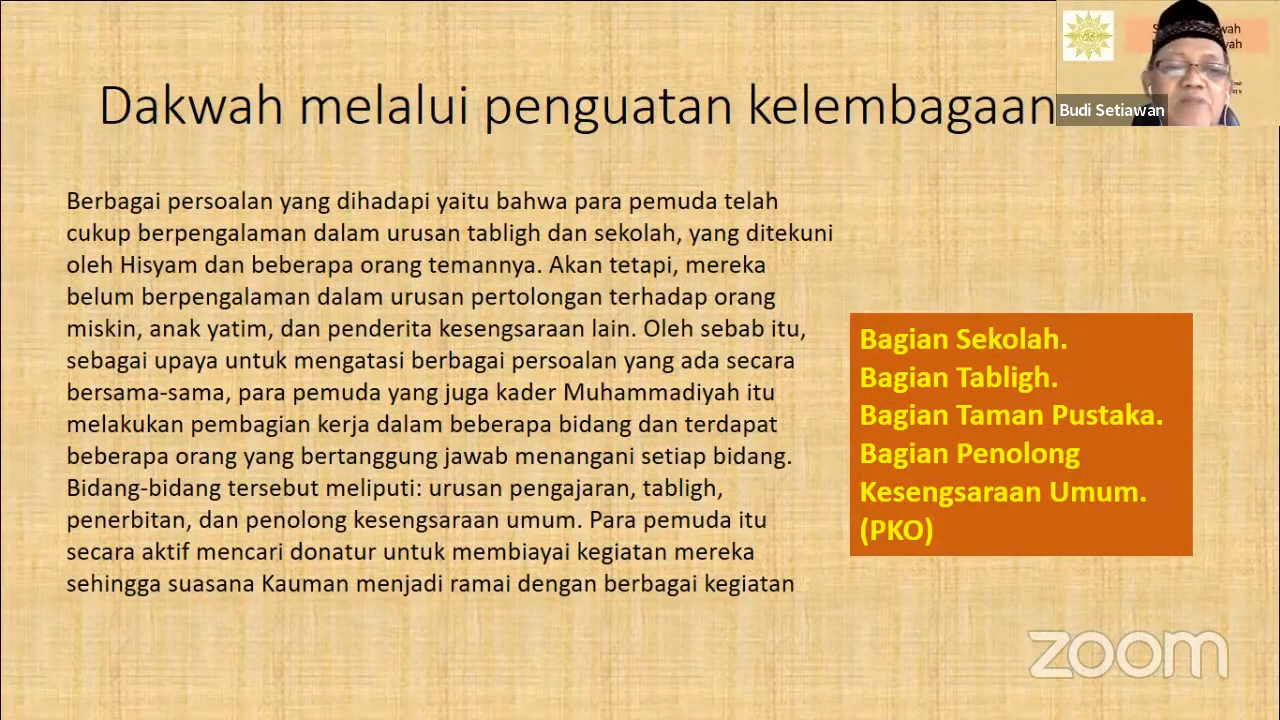 Dakwah melalui penguatan kelembagaan
Budi Setiawan
Berbagai persoalan yang dihadapi yaitu bahwa para pemuda telah
cukup berpengalaman dalam urusan tabligh dan sekolah, yang ditekuni
oleh Hisyam dan beberapa orang temannya. Akan tetapi, mereka
belum berpengalaman dalam urusan pertolongan terhadap orang
miskin, anak yatim, dan penderita kesengsaraan lain. Oleh sebab itu,
sebagai upaya untuk mengatasi berbagai persoalan yang ada secara
bersama-sama, para pemuda yang juga kader Muhammadiyah itu
melakukan pembagian kerja dalam beberapa bidang dan terdapat
beberapa orang yang bertanggung jawab menangani setiap bidang.
Bidang-bidang tersebut meliputi: urusan pengajaran, tabligh,
penerbitan, dan penolong kesengsaraan umum. Para pemuda itu
secara aktif mencari donatur untuk membiayai kegiatan mereka
sehingga suasana Kauman menjadi ramai dengan berbagai kegiatan
Bagian Sekolah.
Bagian Tabligh.
Bagian Taman Pustaka.
Bagian Penolong
Kesengsaraan Umum.
(PKO)
zoom